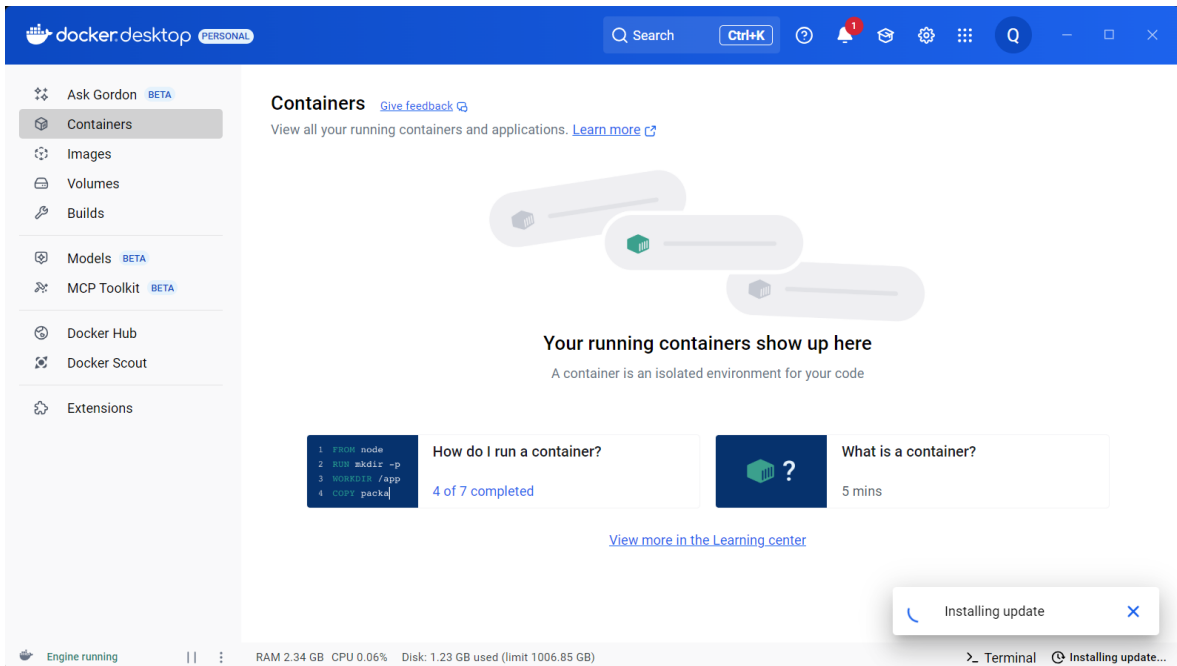 docker.desktop PERSONAL
Search Ctrl+K
1
Q
Ask Gordon BETA
Containers
Images
Volumes
Builds
Models BETA
MCP Toolkit BETA
Docker Hub
Docker Scout
Extensions
Containers Give feedback
View all your running containers and applications. Learn more
Your running containers show up here
A container is an isolated environment for your code
1 FROM node
2 RUN mkdir -p
3 WORKDIR /app
4 COPY packa
How do I run a container?
4 of 7 completed
?
What is a container?
5 mins
View more in the Learning center
Installing update
Engine running
RAM 2.34 GB CPU 0.06% Disk: 1.23 GB used (limit 1006.85 GB)
>_ Terminal
Installing update...